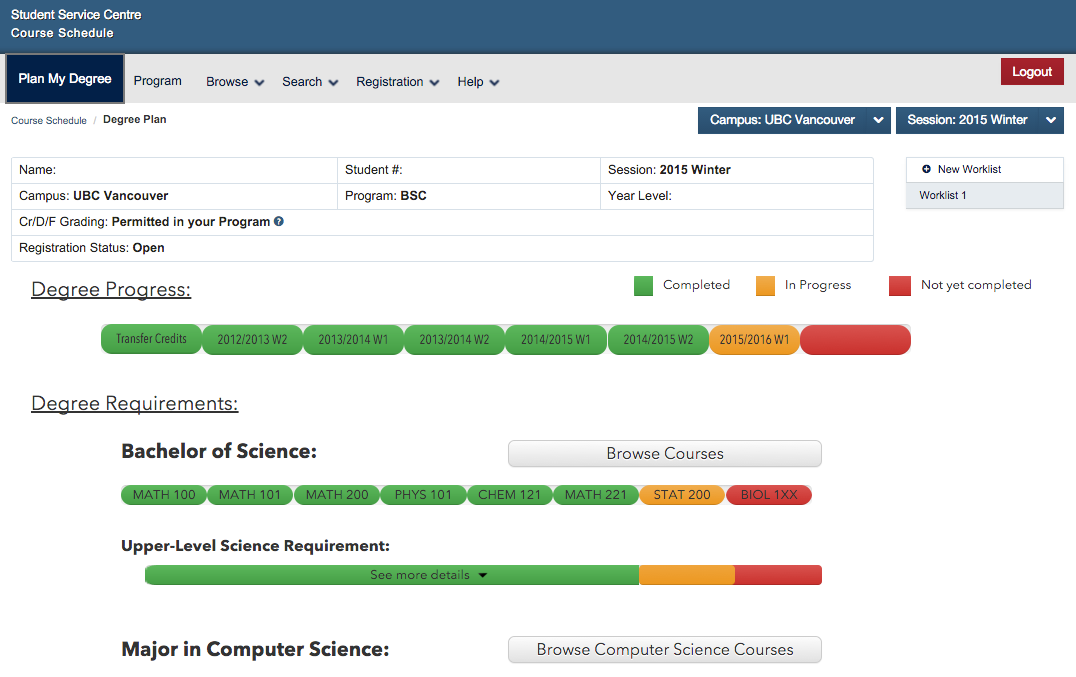 Student Service Centre
Course Schedule
Plan My Degree Program Browse Search Registration Help Logout
Course Schedule / Degree Plan Campus: UBC Vancouver Session: 2015 Winter
Name: Student #: Session: 2015 Winter New Worklist
Campus: UBC Vancouver Program: BSC Year Level: Worklist 1
Cr/D/F Grading: Permitted in your Program ?
Registration Status: Open
Degree Progress: Completed In Progress Not yet completed
Transfer Credits 2012/2013 W2 2013/2014 W1 2013/2014 W2 2014/2015 W1 2014/2015 W2 2015/2016 W1
Degree Requirements:
Bachelor of Science: Browse Courses
MATH 100 MATH 101 MATH 200 PHYS 101 CHEM 121 MATH 221 STAT 200 BIOL 1XX
Upper-Level Science Requirement:
See more details
Major in Computer Science: Browse Computer Science Courses